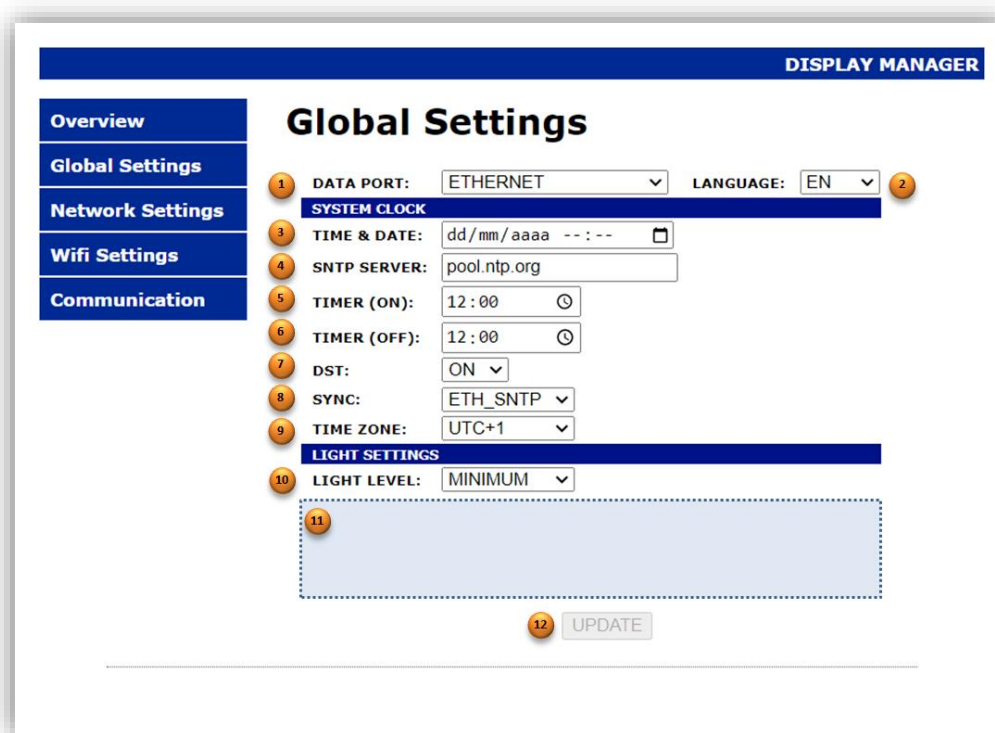 DISPLAY MANAGER
Overview
Global Settings
Network Settings
Wifi Settings
Communication
Global Settings
1 DATA PORT: ETHERNET LANGUAGE: EN 2
SYSTEM CLOCK
3 TIME & DATE: dd/mm/aaaa --:--
4 SNTP SERVER: pool.ntp.org
5 TIMER (ON): 12:00
6 TIMER (OFF): 12:00
7 DST: ON
8 SYNC: ETH_SNTP
9 TIME ZONE: UTC+1
LIGHT SETTINGS
10 LIGHT LEVEL: MINIMUM
11
12 UPDATE